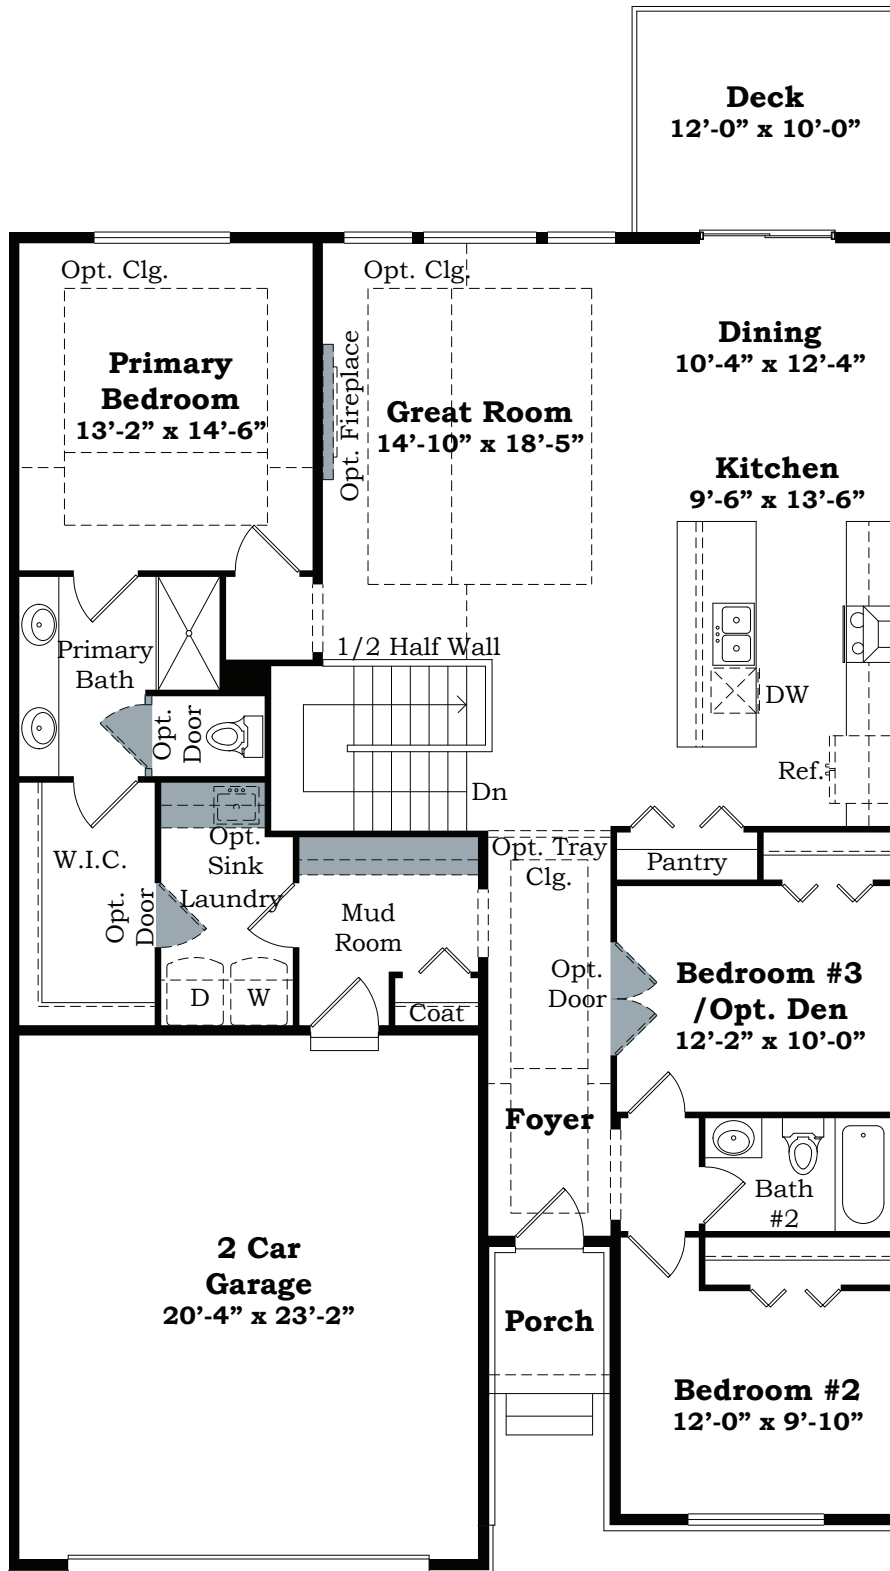 Deck
12’-0” x 10’-0”
Opt. Clg.
Opt. Clg.
Primary
Bedroom
13’-2” x 14’-6”
Opt. Fireplace
Great Room
14’-10” x 18’-5”
Dining
10’-4” x 12’-4”
Kitchen
9’-6” x 13’-6”
1/2 Half Wall
Primary
Bath
Opt.
Door
DW
Ref.
Dn
W.I.C.
Opt.
Door
Opt.
Sink
Laundry
Mud
Room
Opt. Tray
Clg.
Pantry
D
W
Coat
Opt.
Door
Bedroom #3
/Opt. Den
12’-2” x 10’-0”
Foyer
Bath
#2
2 Car
Garage
20’-4” x 23’-2”
Porch
Bedroom #2
12’-0” x 9’-10”